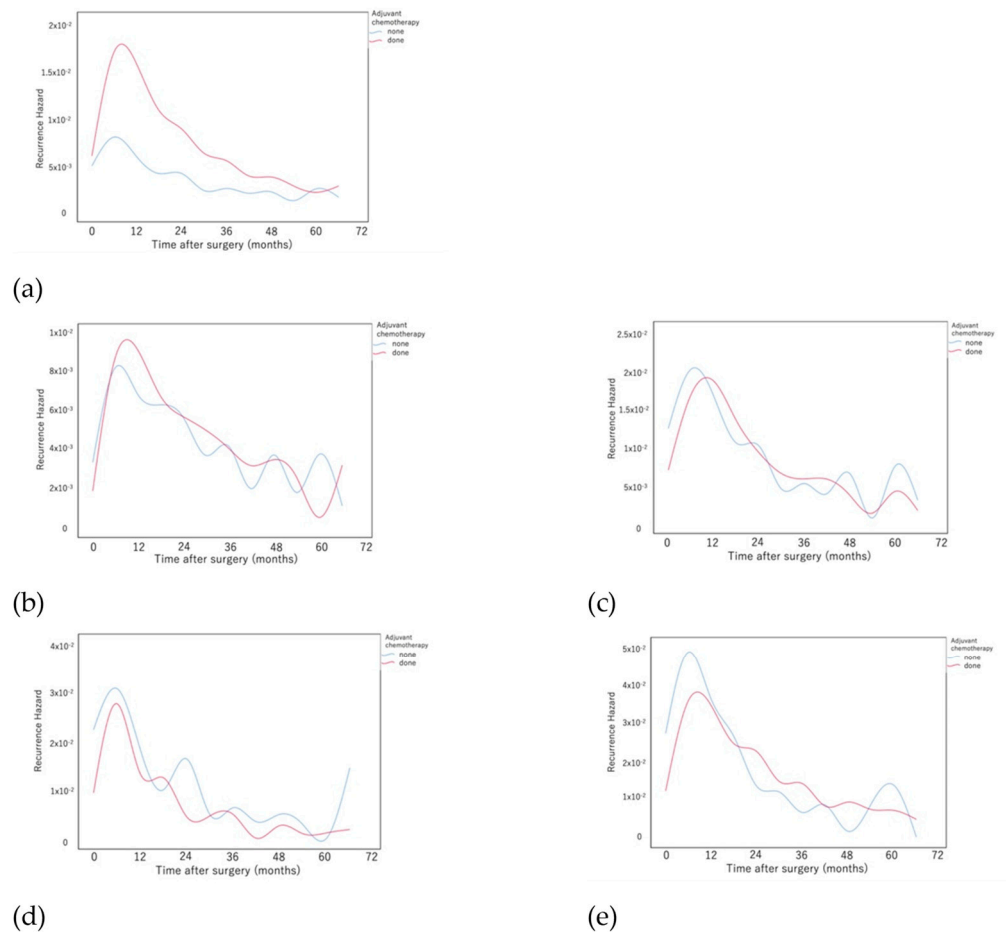 Adjuvant
chemotherapy
none
done
2x10⁻²
1.5x10⁻²
1x10⁻²
5x10⁻³
0
Recurrence Hazard
0 12 24 36 48 60 72
Time after surgery (months)
(a)
Adjuvant
chemotherapy
none
done
1x10⁻²
8x10⁻³
6x10⁻³
4x10⁻³
2x10⁻³
0
Recurrence Hazard
0 12 24 36 48 60 72
Time after surgery (months)
(b)
Adjuvant
chemotherapy
none
done
2.5x10⁻²
2x10⁻²
1.5x10⁻²
1x10⁻²
5x10⁻³
0
Recurrence Hazard
0 12 24 36 48 60 72
Time after surgery (months)
(c)
Adjuvant
chemotherapy
none
done
4x10⁻²
3x10⁻²
2x10⁻²
1x10⁻²
0
Recurrence Hazard
0 12 24 36 48 60 72
Time after surgery (months)
(d)
Adjuvant
chemotherapy
none
done
5x10⁻²
4x10⁻²
3x10⁻²
2x10⁻²
1x10⁻²
0
Recurrence Hazard
0 12 24 36 48 60 72
Time after surgery (months)
(e)